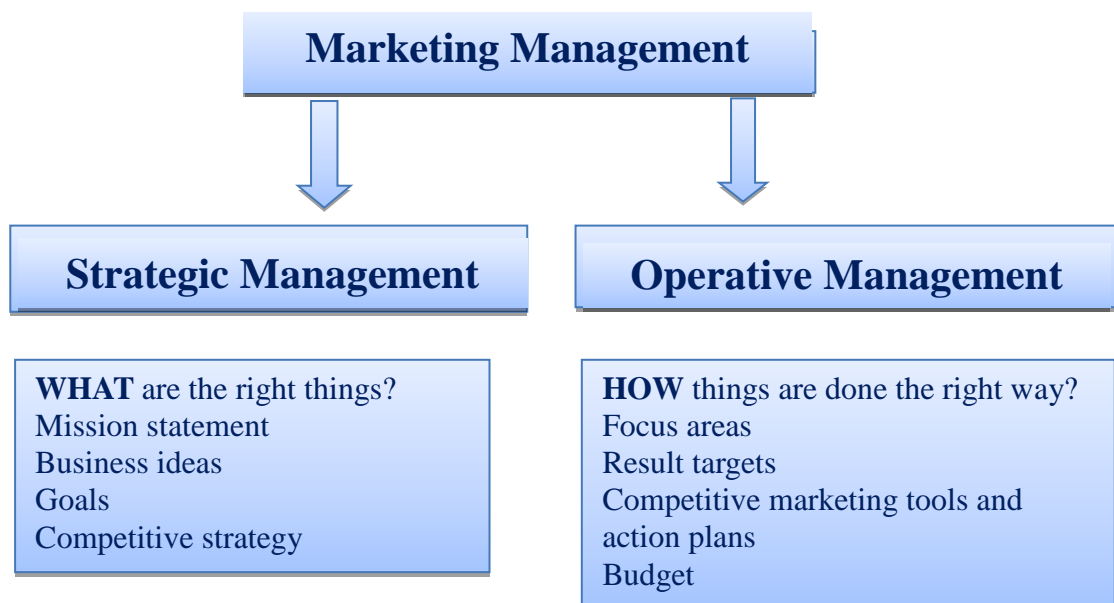 Marketing Management
Strategic Management
Operative Management
WHAT are the right things?
Mission statement
Business ideas
Goals
Competitive strategy
HOW things are done the right way?
Focus areas
Result targets
Competitive marketing tools and
action plans
Budget